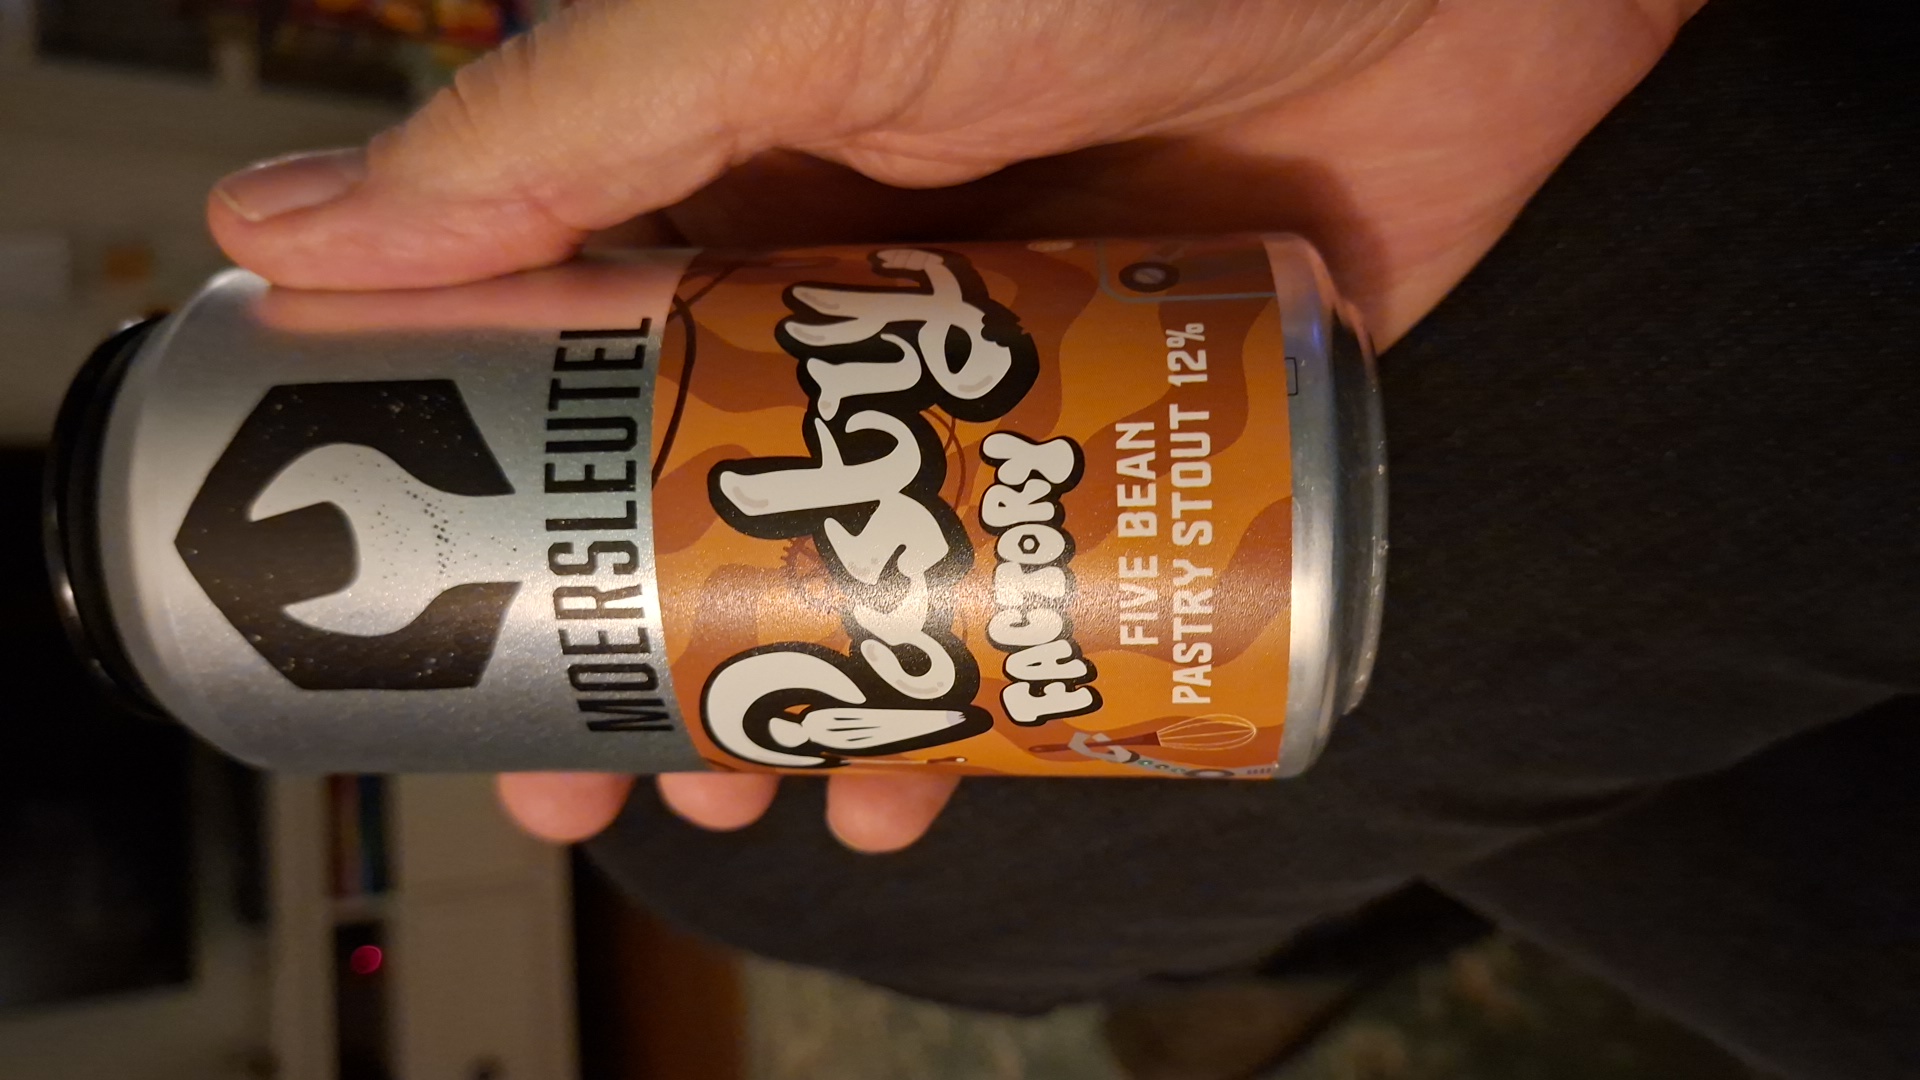 MOERSLEUTEL
Pastry
FACTORY
FIVE BEAN
PASTRY STOUT 12%